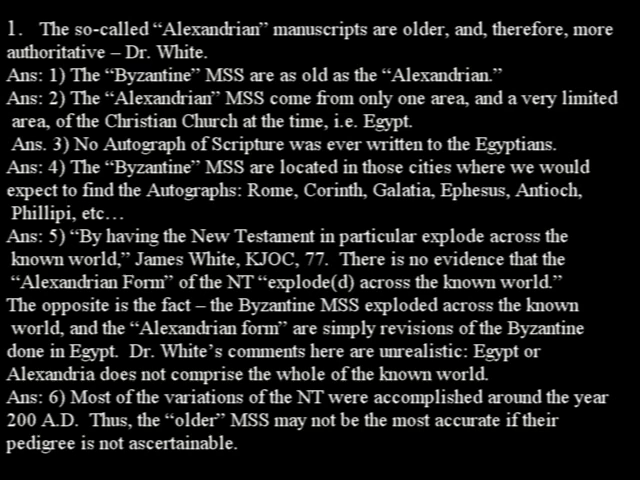 1. The so-called “Alexandrian” manuscripts are older, and, therefore, more
authoritative – Dr. White.
Ans: 1) The “Byzantine” MSS are as old as the “Alexandrian.”
Ans: 2) The “Alexandrian” MSS come from only one area, and a very limited
area, of the Christian Church at the time, i.e. Egypt.
Ans. 3) No Autograph of Scripture was ever written to the Egyptians.
Ans: 4) The “Byzantine” MSS are located in those cities where we would
expect to find the Autographs: Rome, Corinth, Galatia, Ephesus, Antioch,
Phillipi, etc…
Ans: 5) “By having the New Testament in particular explode across the
known world,” James White, KJOC, 77. There is no evidence that the
“Alexandrian Form” of the NT “explode(d) across the known world.”
The opposite is the fact – the Byzantine MSS exploded across the known
world, and the “Alexandrian form” are simply revisions of the Byzantine
done in Egypt. Dr. White’s comments here are unrealistic: Egypt or
Alexandria does not comprise the whole of the known world.
Ans: 6) Most of the variations of the NT were accomplished around the year
200 A.D. Thus, the “older” MSS may not be the most accurate if their
pedigree is not ascertainable.